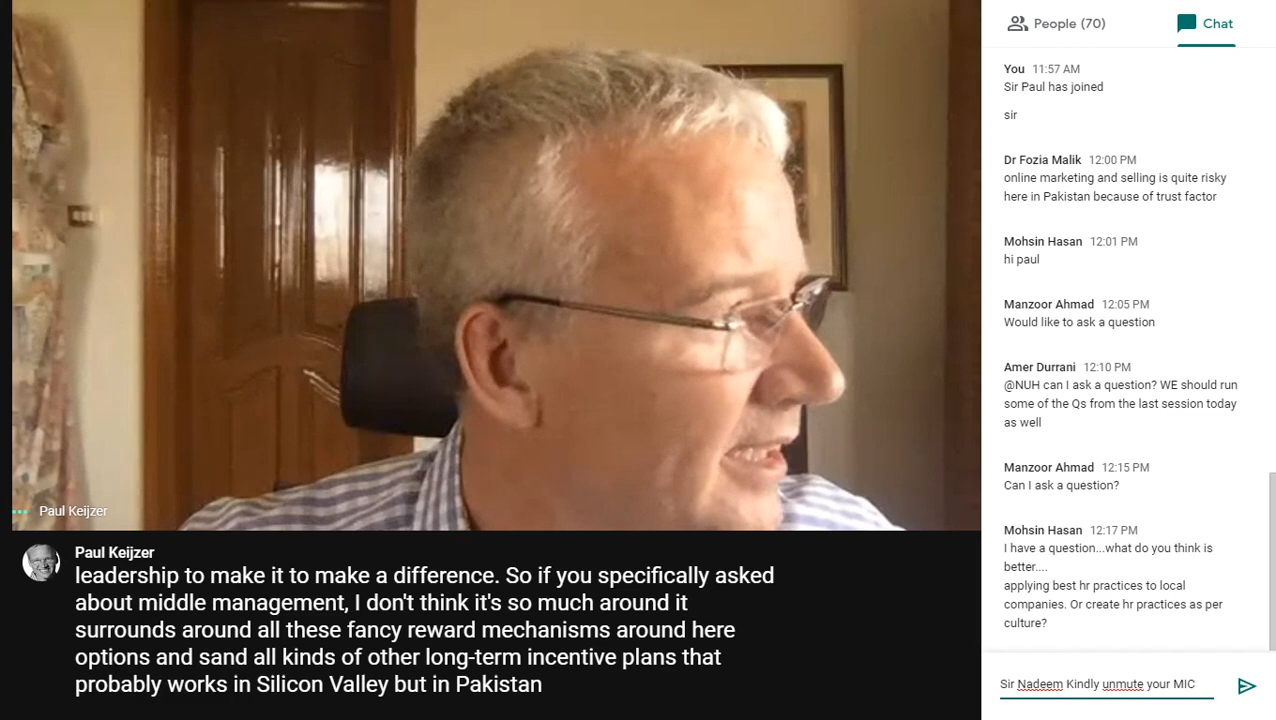 People (70)
Chat
You 11:57 AM
Sir Paul has joined
sir
Dr Fozia Malik 12:00 PM
online marketing and selling is quite risky
here in Pakistan because of trust factor
Mohsin Hasan 12:01 PM
hi paul
Manzoor Ahmad 12:05 PM
Would like to ask a question
Amer Durrani 12:10 PM
@NUH can I ask a question? WE should run
some of the Qs from the last session today
as well
Manzoor Ahmad 12:15 PM
Can I ask a question?
Mohsin Hasan 12:17 PM
I have a question...what do you think is
better....
applying best hr practices to local
companies. Or create hr practices as per
culture?
Sir Nadeem Kindly unmute your MIC
Paul Keijzer
Paul Keijzer
leadership to make it to make a difference. So if you specifically asked
about middle management, I don't think it's so much around it
surrounds around all these fancy reward mechanisms around here
options and sand all kinds of other long-term incentive plans that
probably works in Silicon Valley but in Pakistan